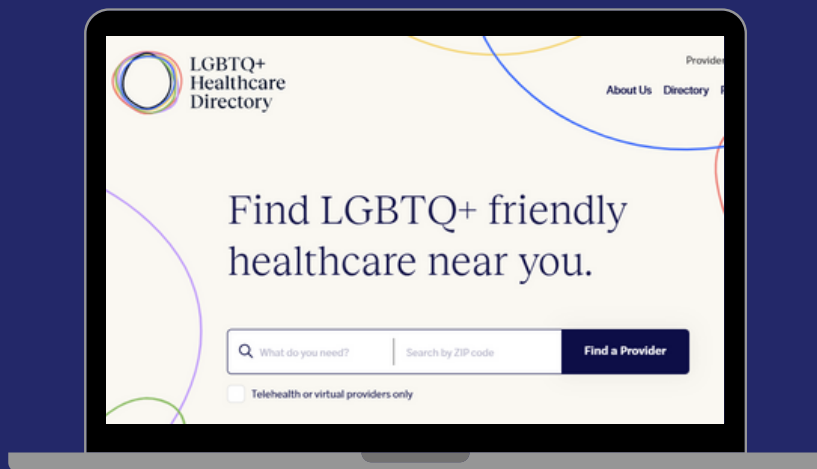 LGBTQ+
Healthcare
Directory
About Us Directory
Find LGBTQ+ friendly
healthcare near you.
What do you need? Search by ZIP code Find a Provider
Telehealth or virtual providers only